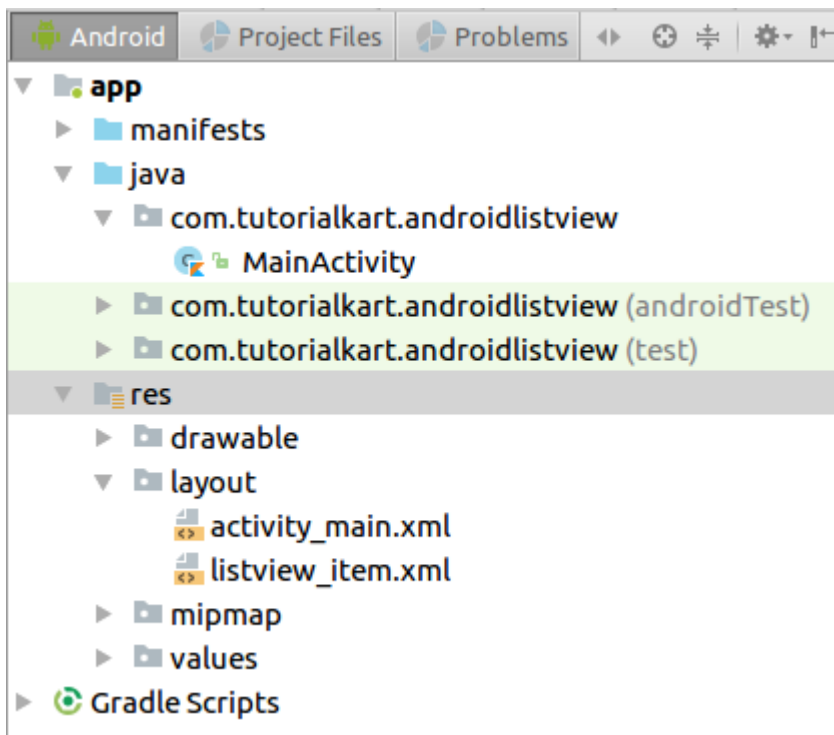 Android Project Files Problems
app
manifests
java
com.tutorialkart.androidlistview
MainActivity
com.tutorialkart.androidlistview (androidTest)
com.tutorialkart.androidlistview (test)
res
drawable
layout
activity_main.xml
listview_item.xml
mipmap
values
Gradle Scripts